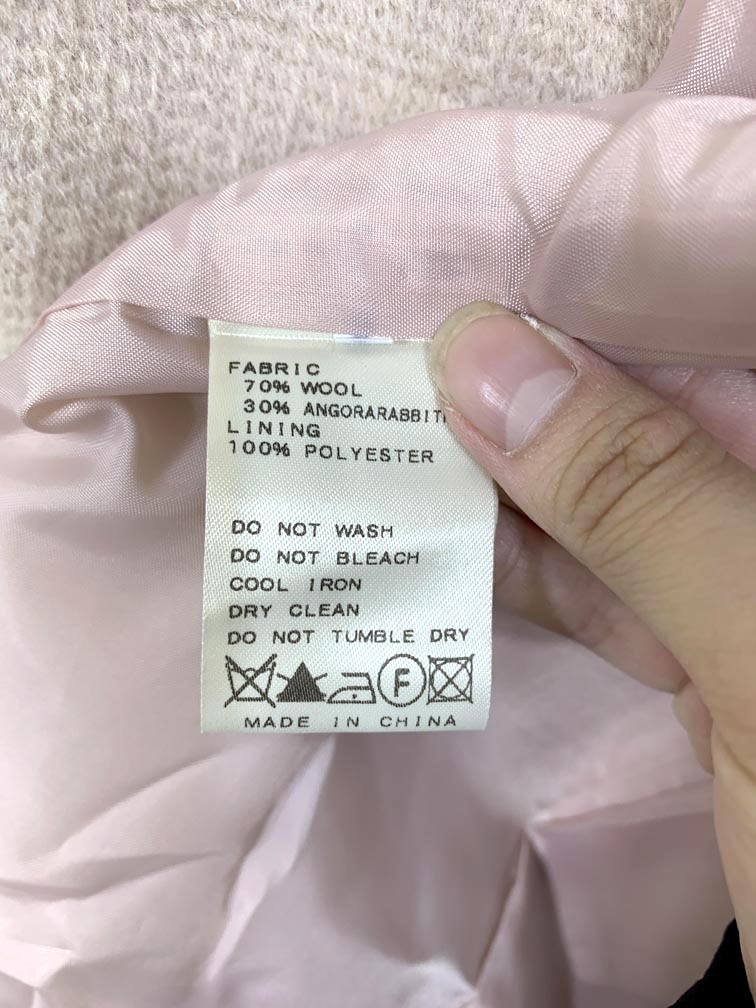 FABRIC
70% WOOL
30% ANGORARABBIT
LINING
100% POLYESTER
DO NOT WASH
DO NOT BLEACH
COOL IRON
DRY CLEAN
DO NOT TUMBLE DRY
F
MADE IN CHINA